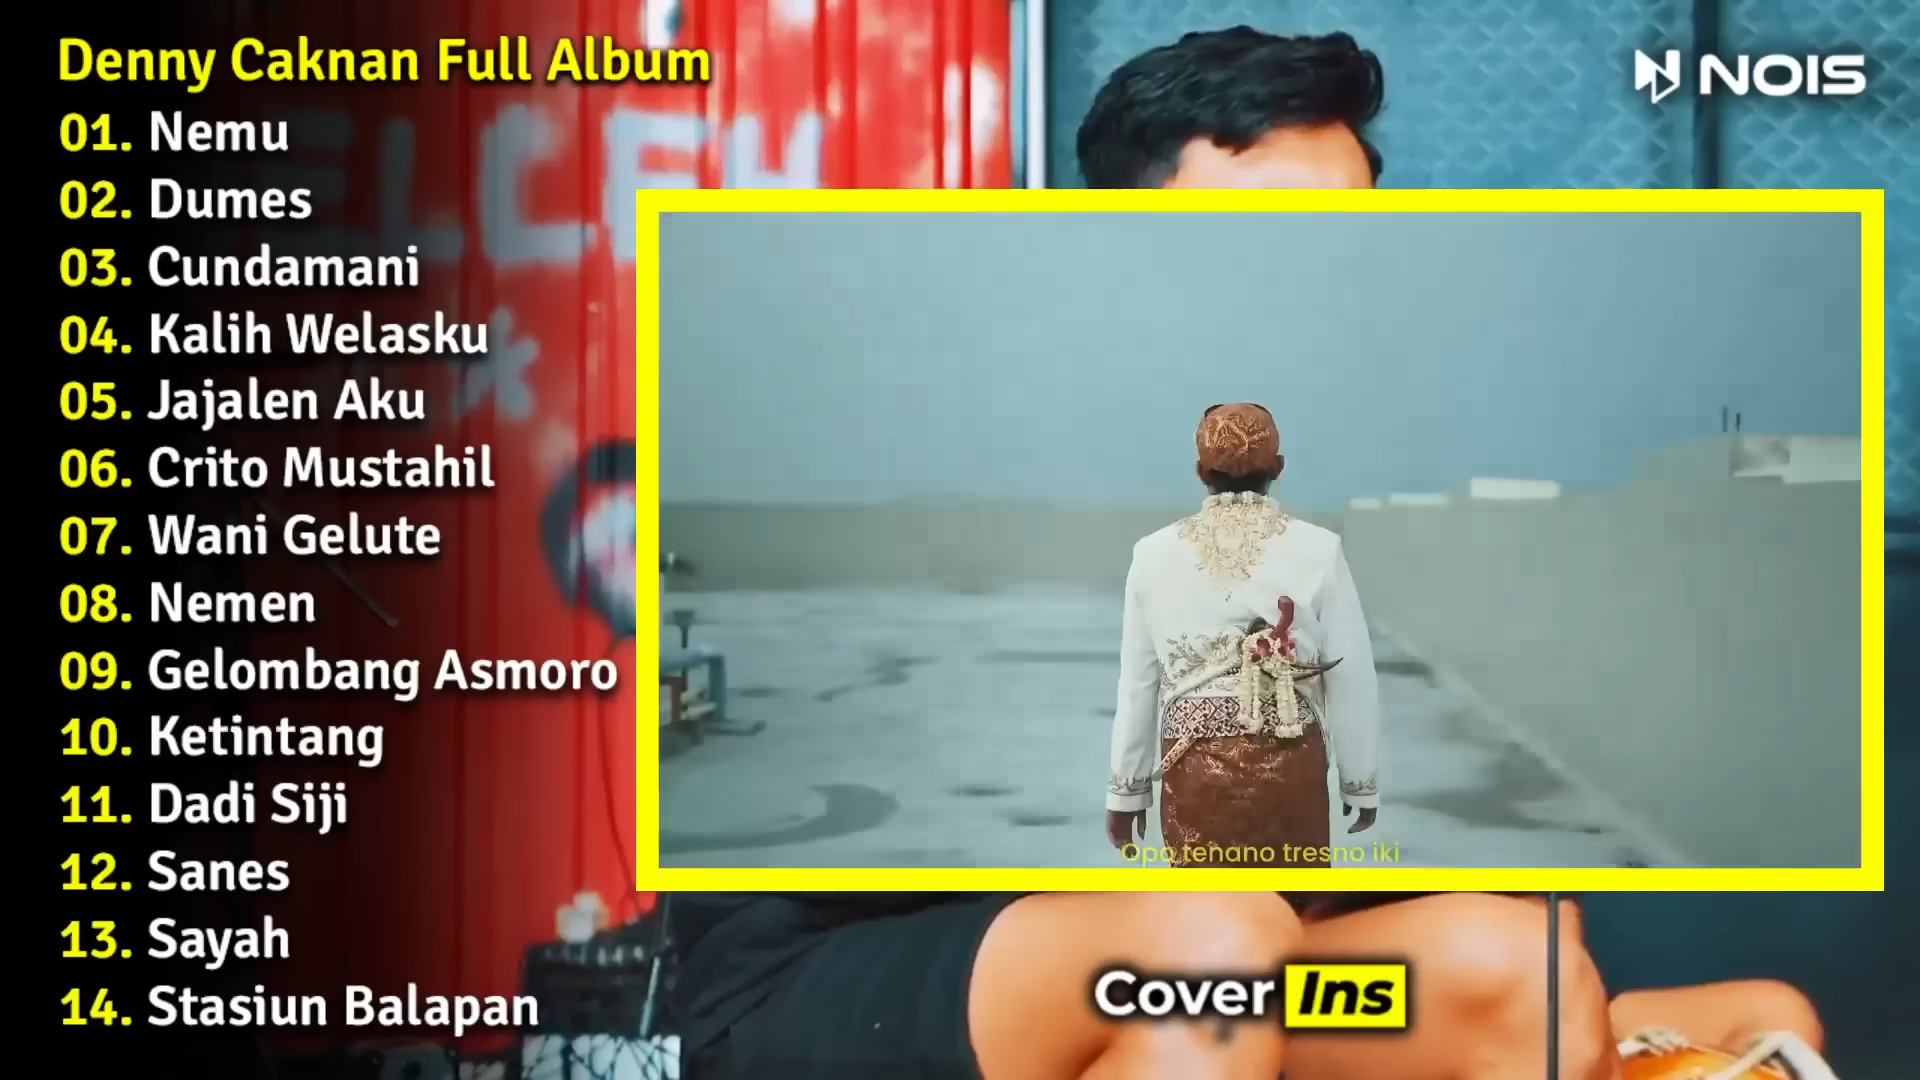 Denny Caknan Full Album
01. Nemu
02. Dumes
03. Cundamani
04. Kalih Welasku
05. Jajalen Aku
06. Crito Mustahil
07. Wani Gelute
08. Nemen
09. Gelombang Asmoro
10. Ketintang
11. Dadi Siji
12. Sanes
13. Sayah
14. Stasiun Balapan
NOIS
Opo tenano tresno iki
Cover Ins